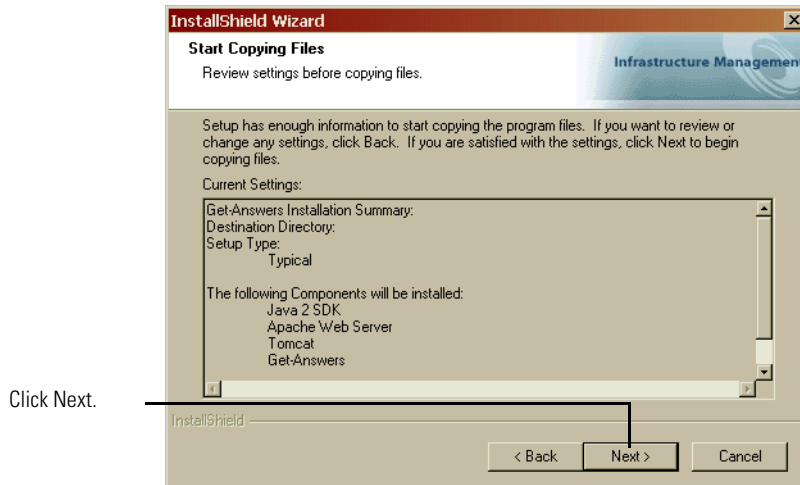 InstallShield Wizard
Start Copying Files
Review settings before copying files.
Infrastructure Managemen
Setup has enough information to start copying the program files. If you want to review or
change any settings, click Back. If you are satisfied with the settings, click Next to begin
copying files.
Current Settings:
Get-Answers Installation Summary:
Destination Directory:
Setup Type:
Typical
The following Components will be installed:
Java 2 SDK
Apache Web Server
Tomcat
Get-Answers
Click Next.
InstallShield
< Back Next > Cancel